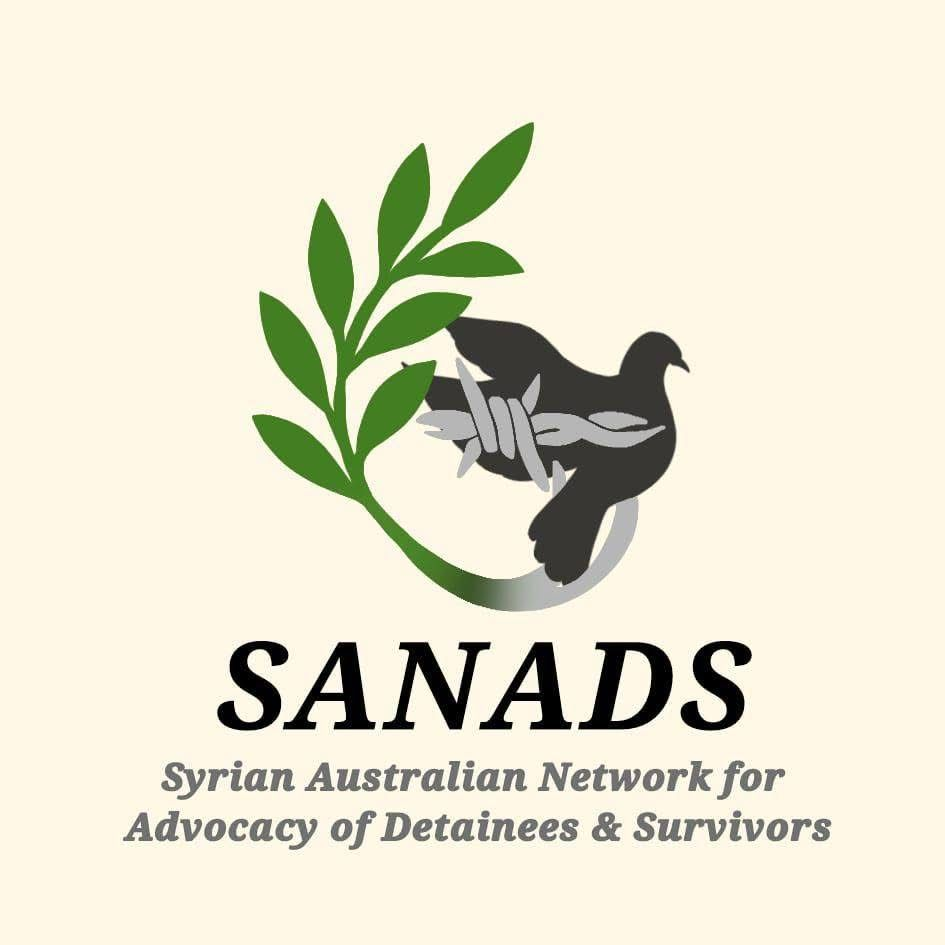 SANADS
Syrian Australian Network for
Advocacy of Detainees & Survivors